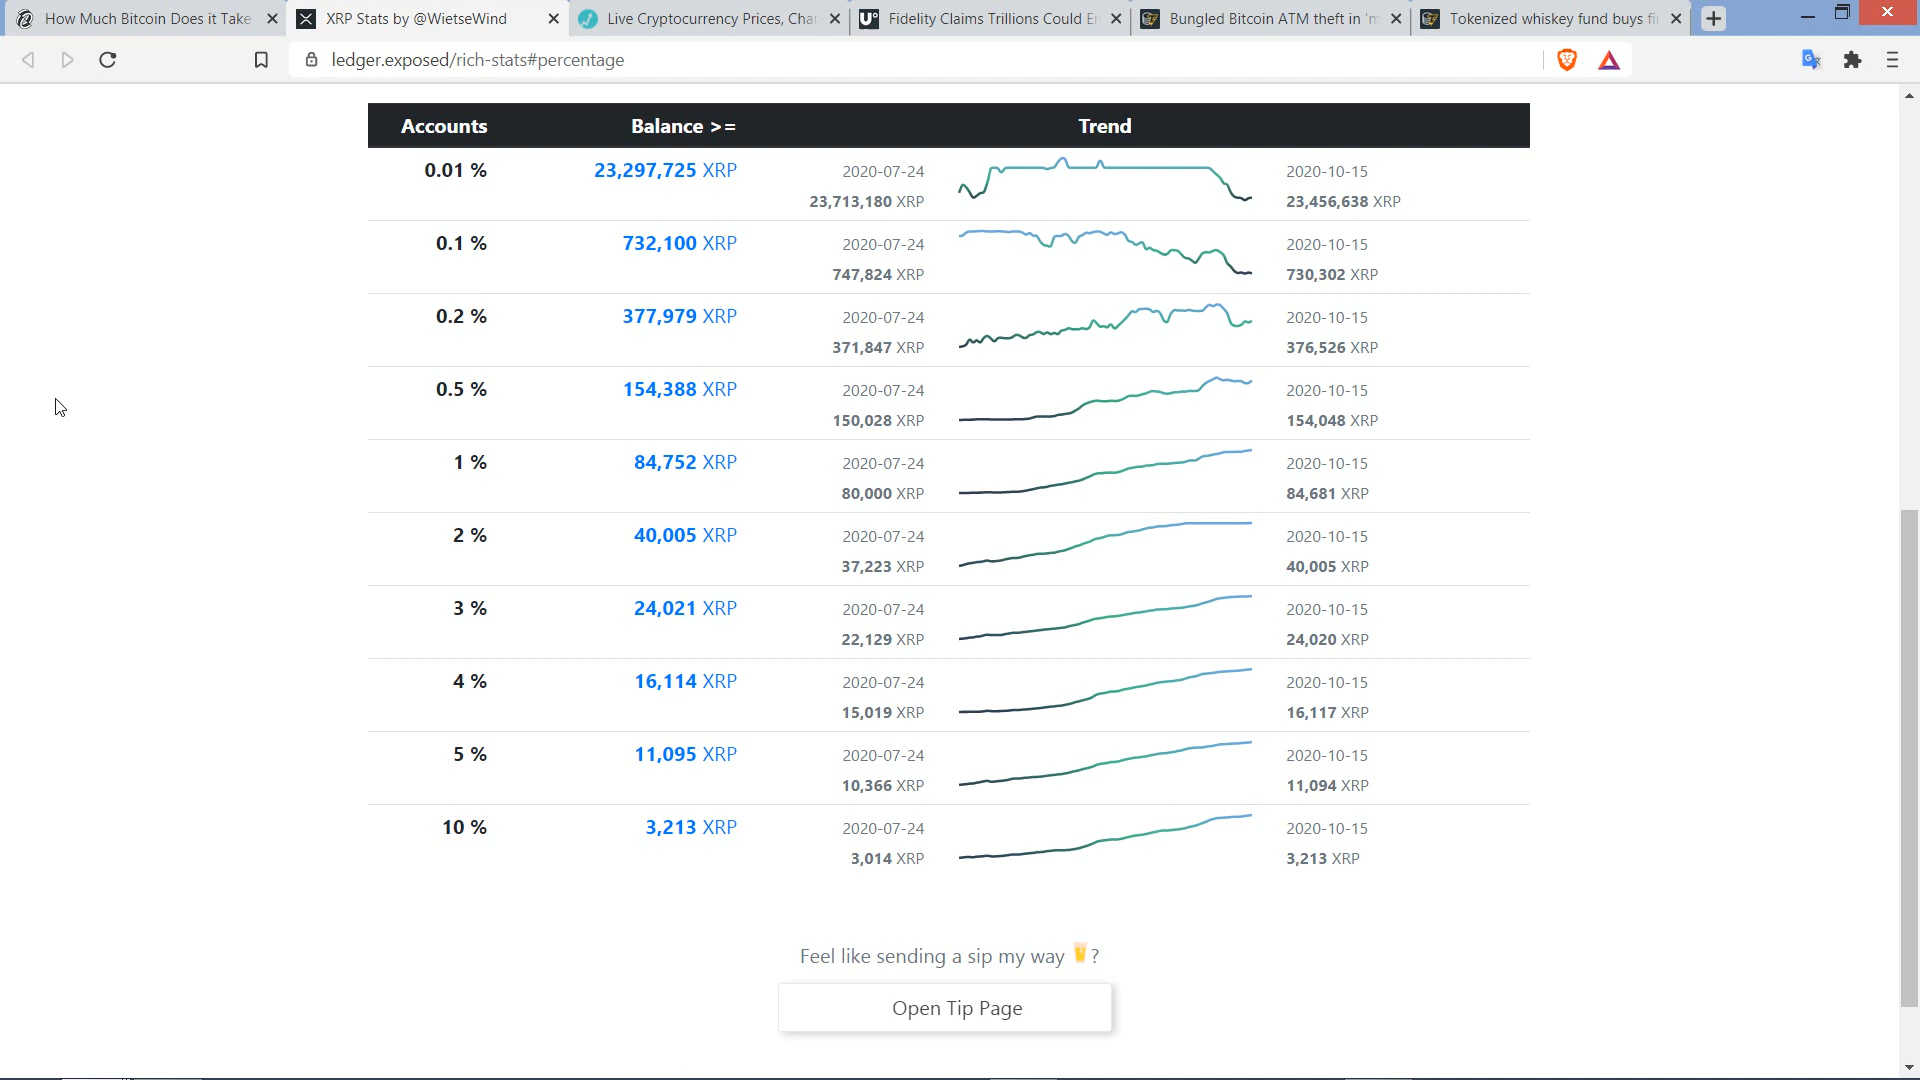 How Much Bitcoin Does it Take
XRP Stats by @WietseWind
Live Cryptocurrency Prices, Cha
Fidelity Claims Trillions Could E
Bungled Bitcoin ATM theft in 'm
Tokenized whiskey fund buys fi
ledger.exposed/rich-stats#percentage
Accounts Balance >= Trend
0.01 % 23,297,725 XRP 2020-07-24 2020-10-15
23,713,180 XRP 23,456,638 XRP
0.1 % 732,100 XRP 2020-07-24 2020-10-15
747,824 XRP 730,302 XRP
0.2 % 377,979 XRP 2020-07-24 2020-10-15
371,847 XRP 376,526 XRP
0.5 % 154,388 XRP 2020-07-24 2020-10-15
150,028 XRP 154,048 XRP
1 % 84,752 XRP 2020-07-24 2020-10-15
80,000 XRP 84,681 XRP
2 % 40,005 XRP 2020-07-24 2020-10-15
37,223 XRP 40,005 XRP
3 % 24,021 XRP 2020-07-24 2020-10-15
22,129 XRP 24,020 XRP
4 % 16,114 XRP 2020-07-24 2020-10-15
15,019 XRP 16,117 XRP
5 % 11,095 XRP 2020-07-24 2020-10-15
10,366 XRP 11,094 XRP
10 % 3,213 XRP 2020-07-24 2020-10-15
3,014 XRP 3,213 XRP
Feel like sending a sip my way 🍺?
Open Tip Page